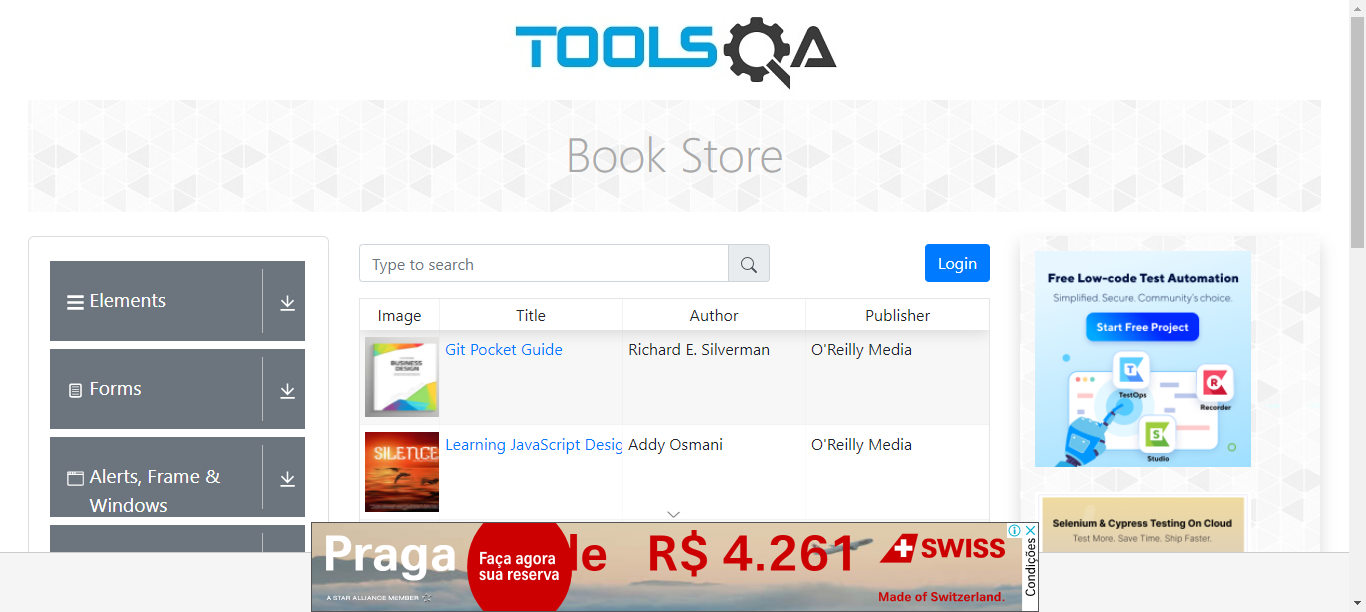 TOOLSQA
Book Store
Elements
Forms
Alerts, Frame &
Windows
Type to search
Login
Image Title Author Publisher
BUSINESS
DESIGN
Git Pocket Guide Richard E. Silverman O'Reilly Media
SILENCE
Learning JavaScript Desig Addy Osmani O'Reilly Media
Free Low-code Test Automation
Simplified. Secure. Community's choice.
Start Free Project
TestOps
Recorder
Studio
Selenium & Cypress Testing On Cloud
Test More. Save Time. Ship Faster.
Praga
Faça agora
sua reserva
de R$ 4.261
SWISS
A STAR ALLIANCE MEMBER
Made of Switzerland.
Condições